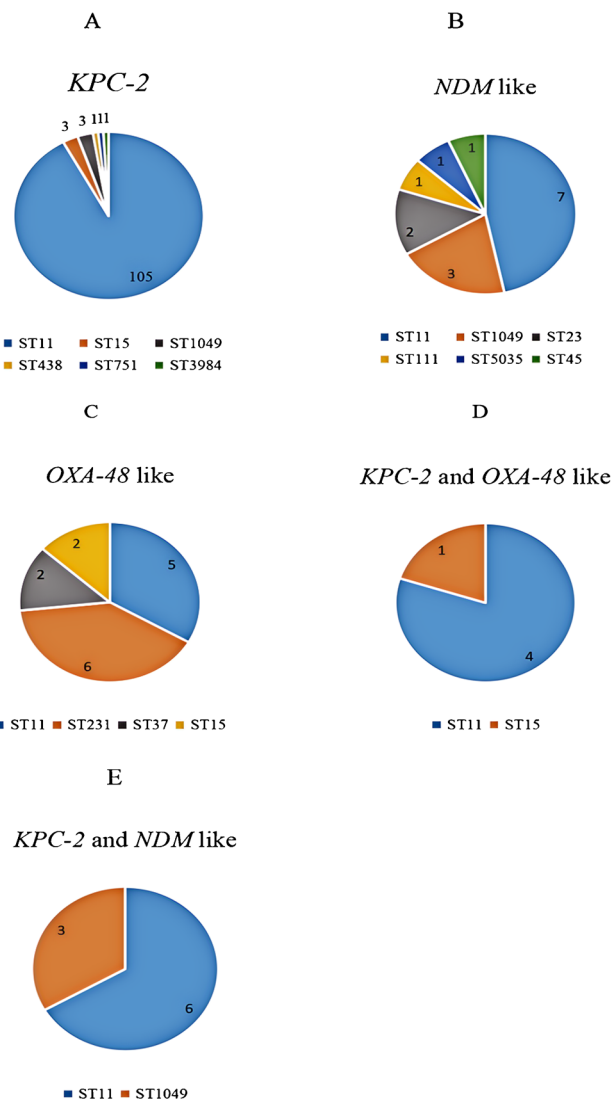 A
KPC-2
3 3 1 1 1
105
ST11 ST15 ST1049
ST438 ST751 ST3984
B
NDM like
1
1
1
7
2
3
ST11 ST1049 ST23
ST111 ST5035 ST45
C
OXA-48 like
2
5
2
6
ST11 ST231 ST37 ST15
D
KPC-2 and OXA-48 like
1
4
ST11 ST15
E
KPC-2 and NDM like
3
6
ST11 ST1049